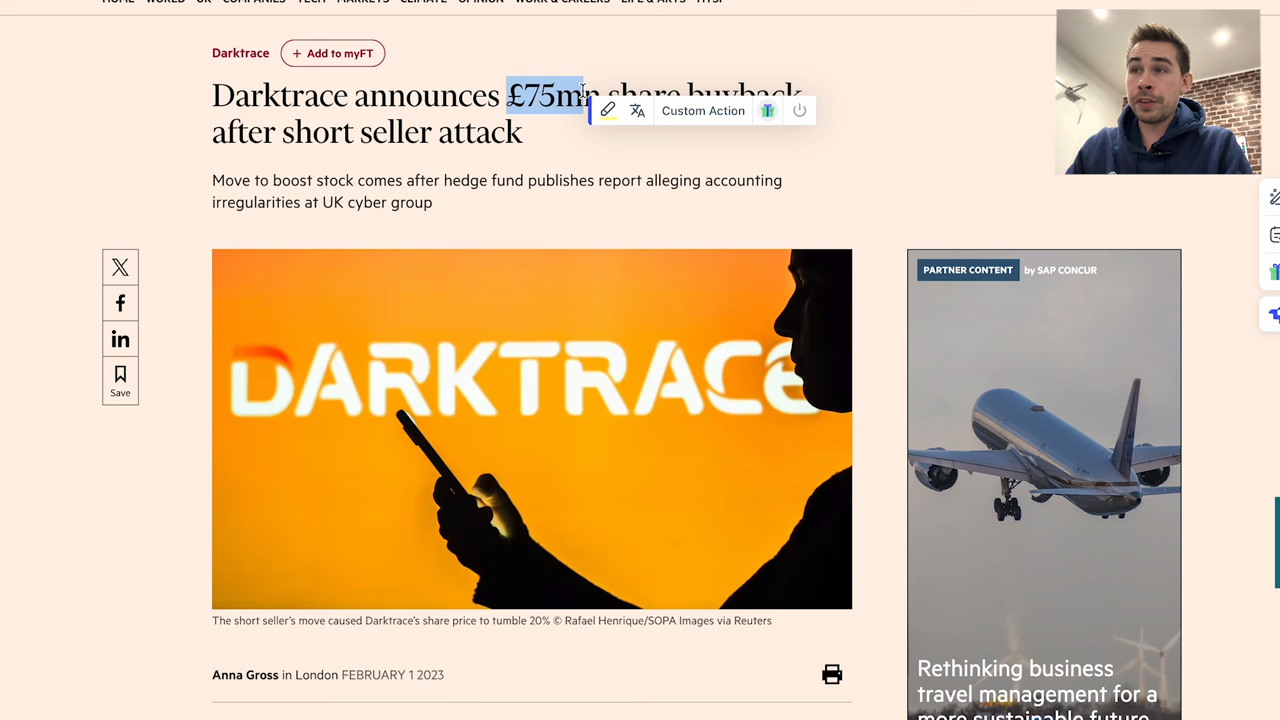 HOME WORLD UK COMPANIES TECH MARKETS CLIMATE OPINION WORK & CAREERS LIFE & ARTS HTSI
Darktrace
+ Add to myFT
Darktrace announces £75mn share buyback
after short seller attack
Custom Action
Move to boost stock comes after hedge fund publishes report alleging accounting
irregularities at UK cyber group
Save
DARKTRACE
PARTNER CONTENT by SAP CONCUR
The short seller's move caused Darktrace's share price to tumble 20% © Rafael Henrique/SOPA Images via Reuters
Anna Gross in London FEBRUARY 1 2023
Rethinking business
travel management for a
more sustainable future